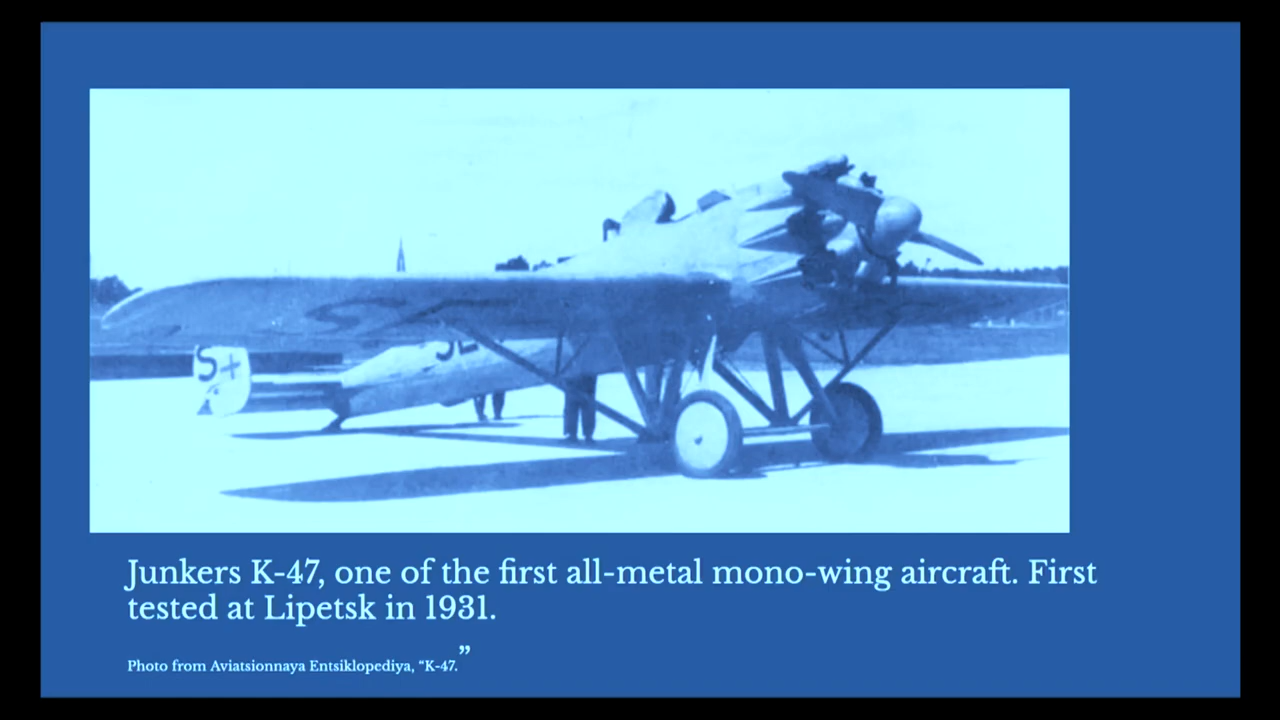 S+
Junkers K-47, one of the first all-metal mono-wing aircraft. First
tested at Lipetsk in 1931.
Photo from Aviatsionnaya Entsiklopediya, “K-47.”